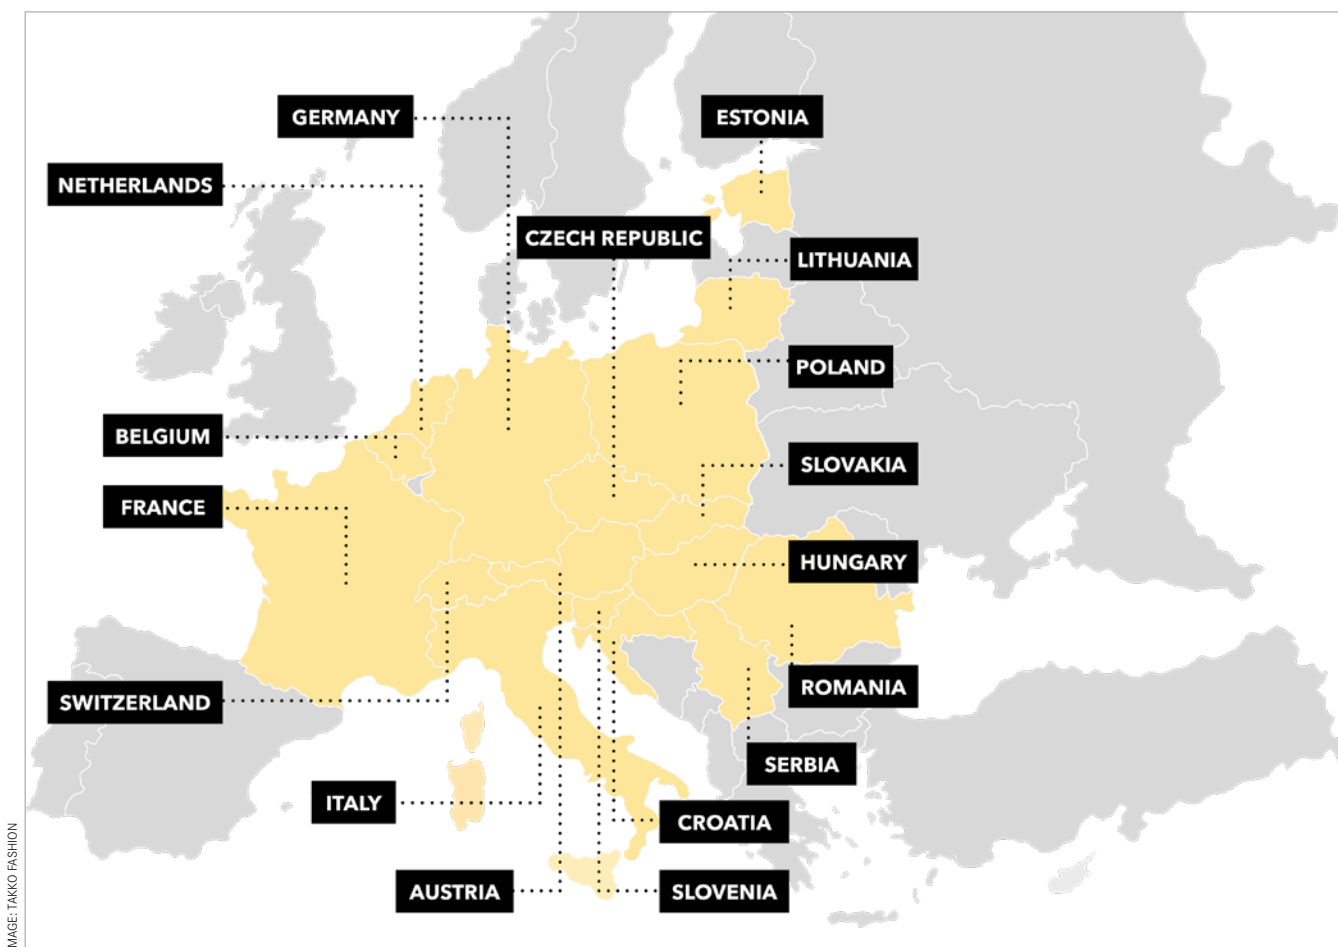 GERMANY
ESTONIA
NETHERLANDS
CZECH REPUBLIC
LITHUANIA
POLAND
BELGIUM
SLOVAKIA
FRANCE
HUNGARY
ROMANIA
SWITZERLAND
SERBIA
ITALY
CROATIA
AUSTRIA
SLOVENIA
MAGE: TAKKO FASHION